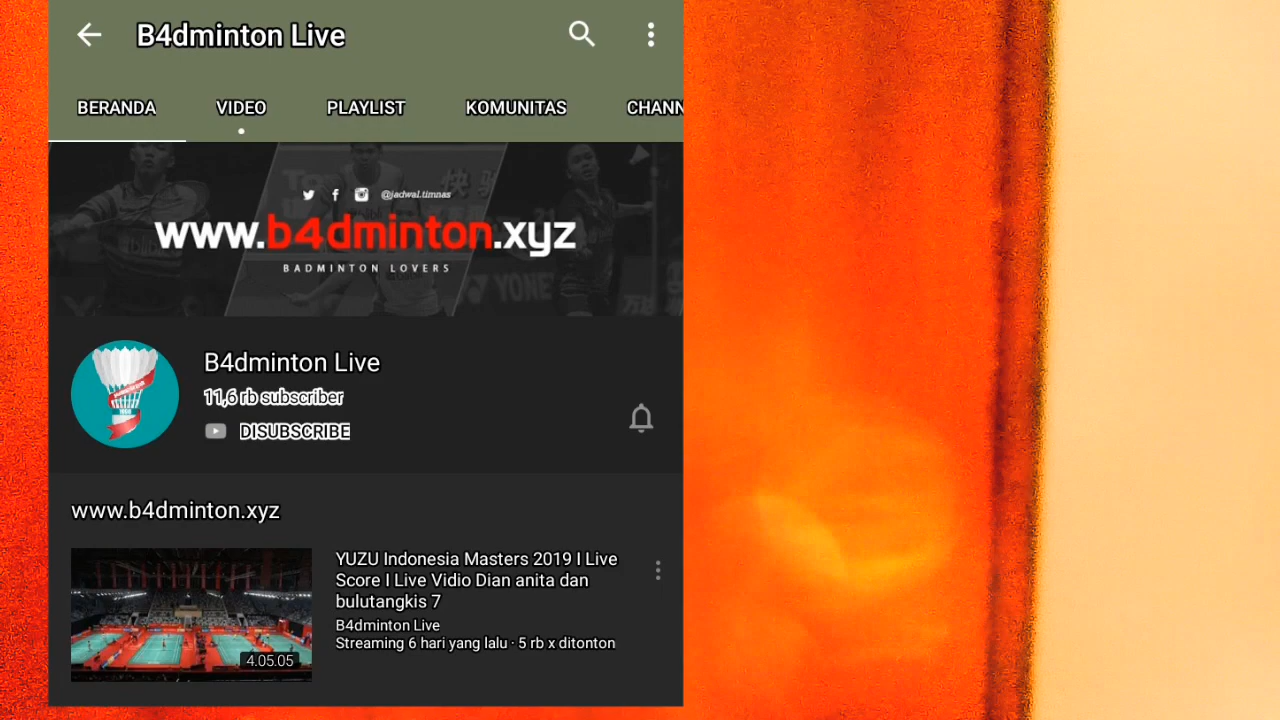 B4dminton Live
BERANDA VIDEO PLAYLIST KOMUNITAS CHANN
@jadwal.timnas
www.b4dminton.xyz
BADMINTON LOVERS
B4dminton Live
11,6 rb subscriber
DISUBSCRIBE
www.b4dminton.xyz
YUZU Indonesia Masters 2019 I Live
Score I Live Vidio Dian anita dan
bulutangkis 7
B4dminton Live
Streaming 6 hari yang lalu · 5 rb x ditonton
4.05.05